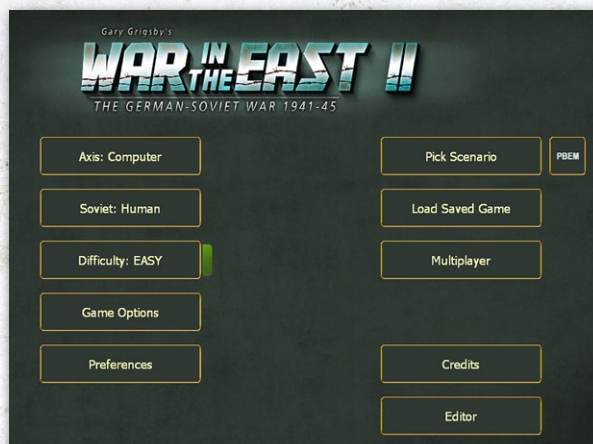 Gary Grigsby's
WAR IN THE EAST II
THE GERMAN-SOVIET WAR 1941-45
Axis: Computer
Soviet: Human
Difficulty: EASY
Game Options
Preferences
Pick Scenario
PBEM
Load Saved Game
Multiplayer
Credits
Editor